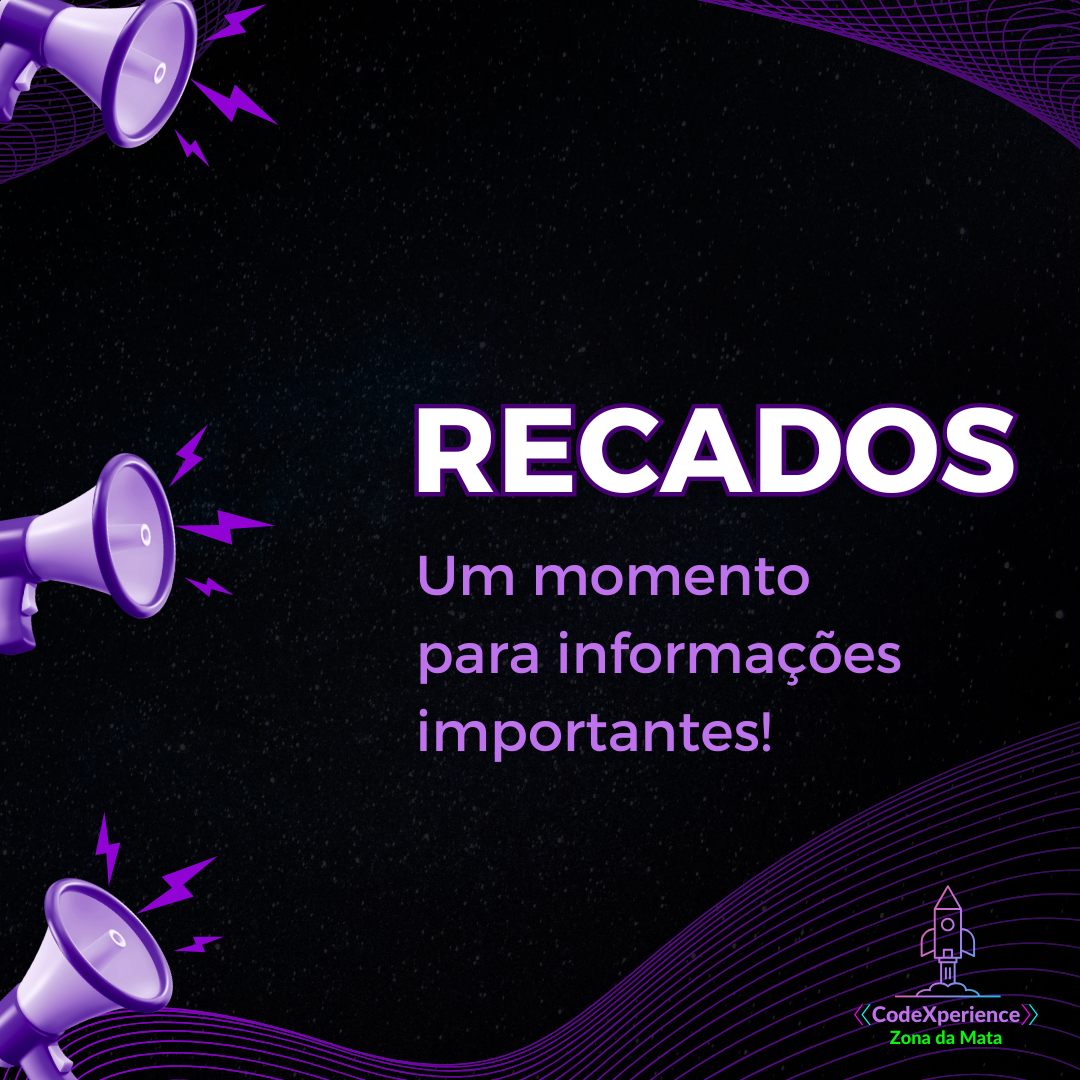 RECADOS
Um momento
para informações
importantes!
CodeXperience
Zona da Mata